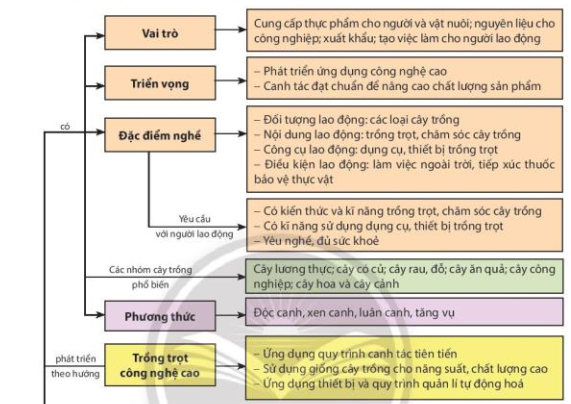 Vai trò
Cung cấp thực phẩm cho người và vật nuôi; nguyên liệu cho
công nghiệp; xuất khẩu; tạo việc làm cho người lao động
Triển vọng
– Phát triển ứng dụng công nghệ cao
– Canh tác đạt chuẩn để nâng cao chất lượng sản phẩm
có
Đặc điểm nghề
– Đối tượng lao động: các loại cây trồng
– Nội dung lao động: trồng trọt, chăm sóc cây trồng
– Công cụ lao động: dụng cụ, thiết bị trồng trọt
– Điều kiện lao động: làm việc ngoài trời, tiếp xúc thuốc
bảo vệ thực vật
Yêu cầu
với người lao động
– Có kiến thức và kĩ năng trồng trọt, chăm sóc cây trồng
– Có kĩ năng sử dụng dụng cụ, thiết bị trồng trọt
– Yêu nghề, đủ sức khoẻ
Các nhóm cây trồng
phổ biến
Cây lương thực; cây có củ; cây rau, đỗ; cây ăn quả; cây công
nghiệp; cây hoa và cây cảnh
Phương thức
Độc canh, xen canh, luân canh, tăng vụ
phát triển
theo hướng
Trồng trọt
công nghệ cao
– Ứng dụng quy trình canh tác tiên tiến
– Sử dụng giống cây trồng cho năng suất, chất lượng cao
– Ứng dụng thiết bị và quy trình quản lí tự động hoá